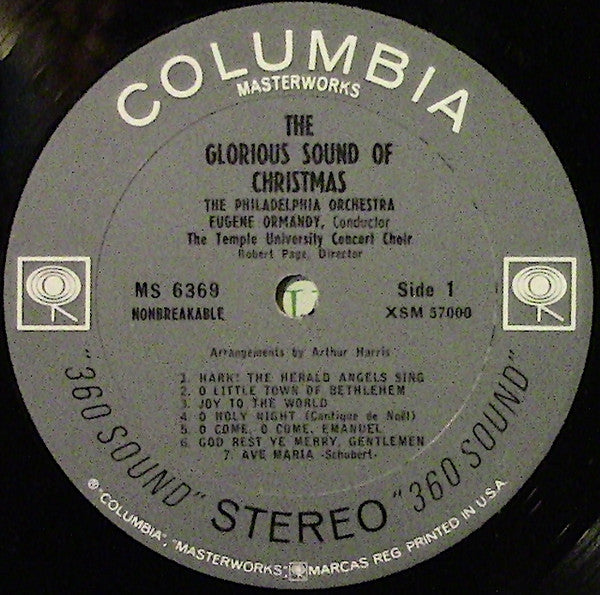 COLUMBIA
MASTERWORKS
THE
GLORIOUS SOUND OF
CHRISTMAS
THE PHILADELPHIA ORCHESTRA
EUGENE ORMANDY, Conductor
The Temple University Concert Choir
Robert Page, Director
MS 6369
NONBREAKABLE
Side 1
XSM 57000
Arrangements by Arthur Harris
1. HARK! THE HERALD ANGELS SING
2. O LITTLE TOWN OF BETHLEHEM
3. JOY TO THE WORLD
4. O HOLY NIGHT (Cantique de Noël)
5. O COME, O COME, EMANUEL
6. GOD REST YE MERRY, GENTLEMEN
7. AVE MARIA -Schubert-
"360 SOUND" STEREO "360 SOUND"
℗ "COLUMBIA", "MASTERWORKS", MARCAS REG. PRINTED IN U.S.A.